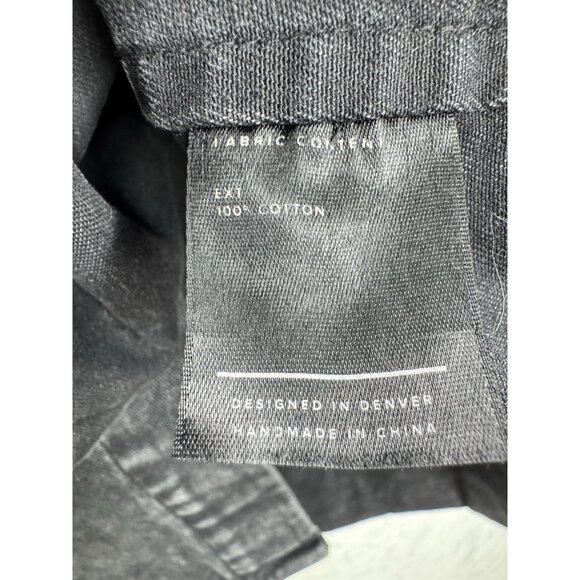 FABRIC CONTENT
EXT
100% COTTON
DESIGNED IN DENVER
HANDMADE IN CHINA